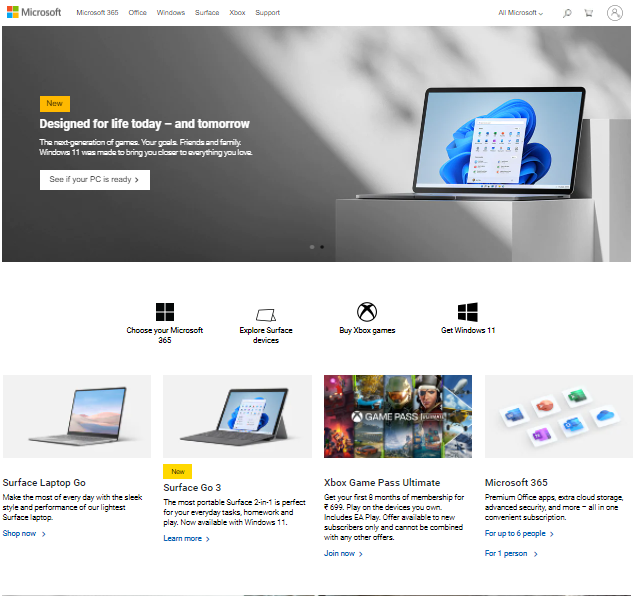 Microsoft
Microsoft 365 Office Windows Surface Xbox Support
All Microsoft
New
Designed for life today – and tomorrow
The next-generation of games. Your goals. Friends and family.
Windows 11 was made to bring you closer to everything you love.
See if your PC is ready
Choose your Microsoft
365
Explore Surface
devices
Buy Xbox games
Get Windows 11
Surface Laptop Go
Make the most of every day with the sleek
style and performance of our lightest
Surface laptop.
Shop now
New
Surface Go 3
The most portable Surface 2-in-1 is perfect
for your everyday tasks, homework and
play. Now available with Windows 11.
Learn more
GAME PASS ULTIMATE
Xbox Game Pass Ultimate
Get your first 8 months of membership for
₹ 699. Play on the devices you own.
Includes EA Play. Offer available to new
subscribers only and cannot be combined
with any other offers.
Join now
Microsoft 365
Premium Office apps, extra cloud storage,
advanced security, and more – all in one
convenient subscription.
For up to 6 people
For 1 person